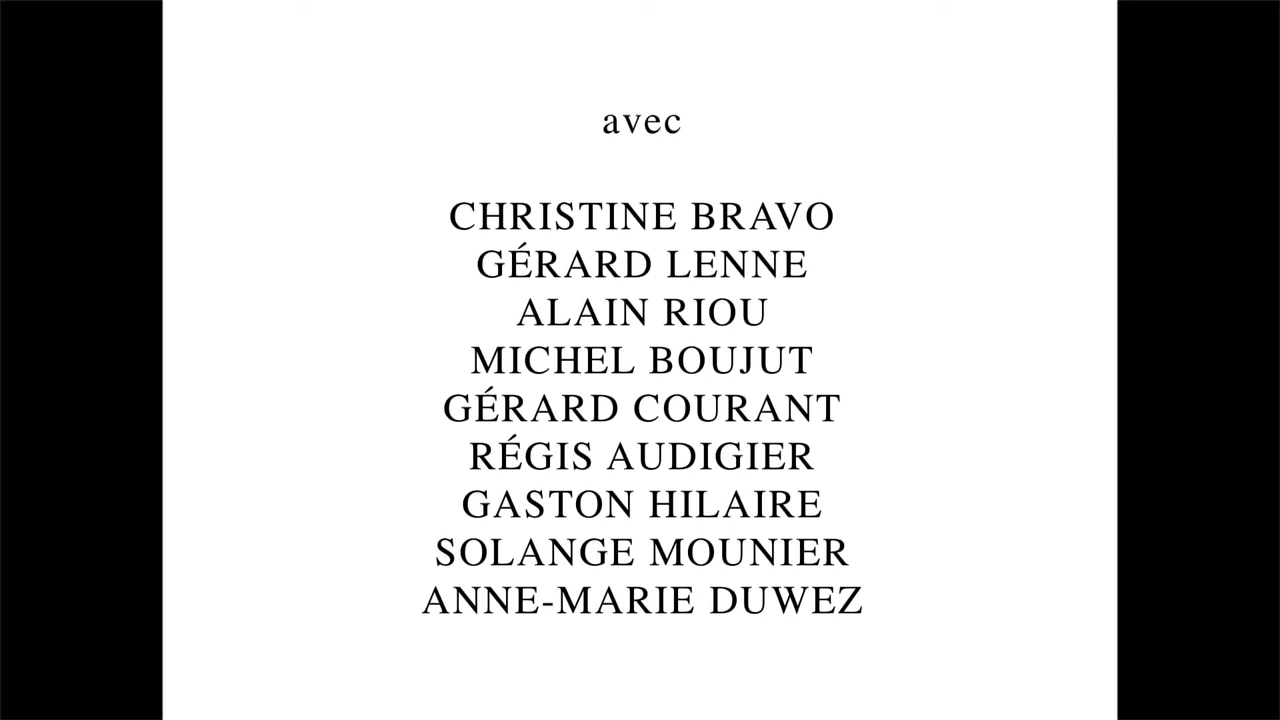 avec
CHRISTINE BRAVO
GÉRARD LENNE
ALAIN RIOU
MICHEL BOUJUT
GÉRARD COURANT
RÉGIS AUDIGIER
GASTON HILAIRE
SOLANGE MOUNIER
ANNE-MARIE DUWEZ